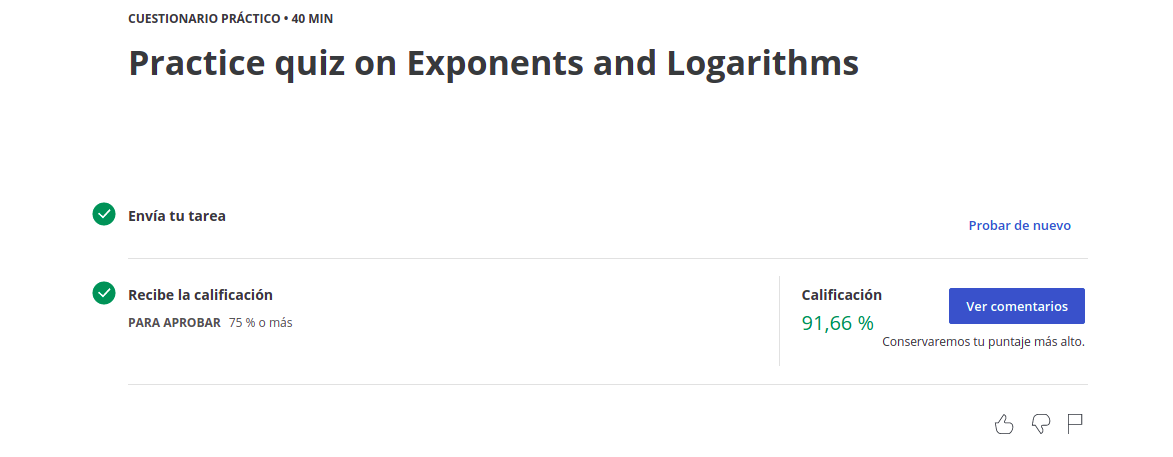 CUESTIONARIO PRÁCTICO • 40 MIN
Practice quiz on Exponents and Logarithms
Envía tu tarea
Probar de nuevo
Recibe la calificación
PARA APROBAR 75 % o más
Calificación
91,66 %
Ver comentarios
Conservaremos tu puntaje más alto.